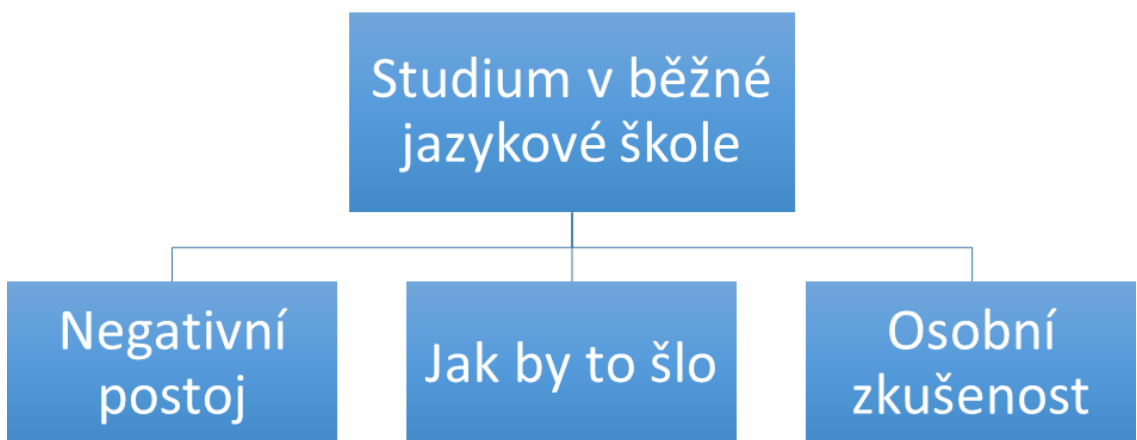 Studium v běžné
jazykové škole
Negativní
postoj
Jak by to šlo
Osobní
zkušenost